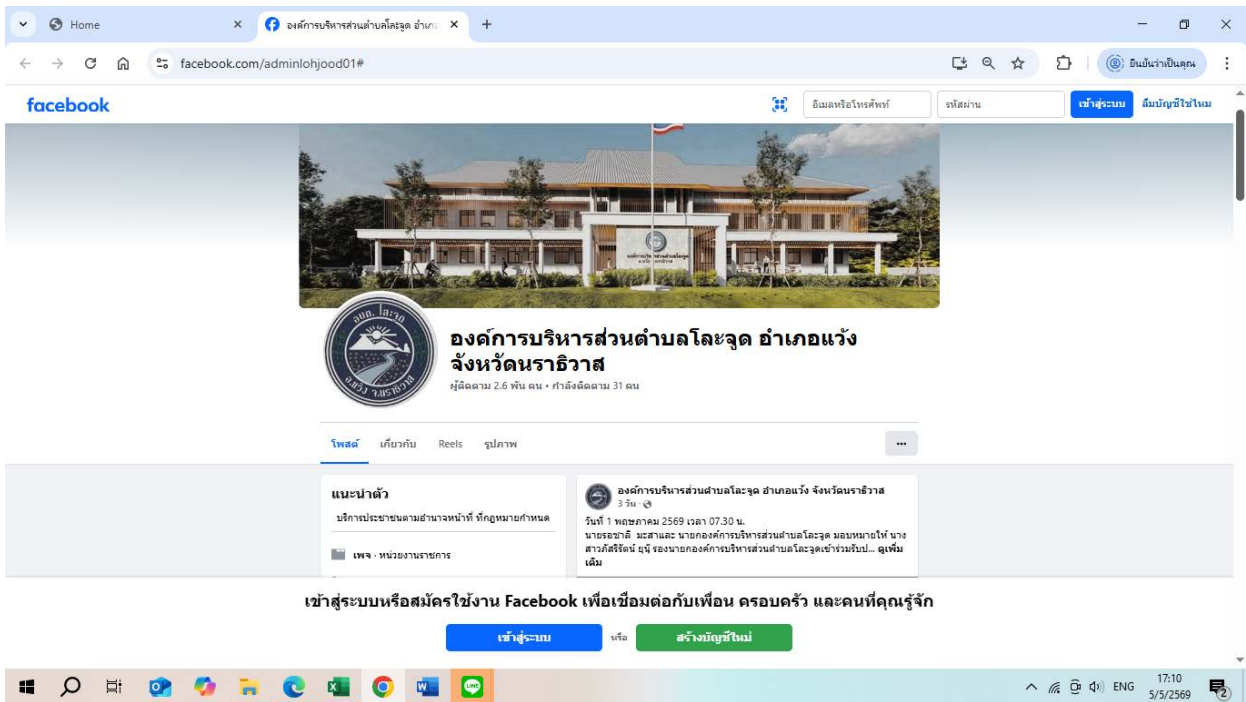 Home
องค์การบริหารส่วนตำบลโละจูด อำเภ
facebook.com/adminlohjood01#
ยืนยันว่าเป็นคุณ
facebook
อีเมลหรือโทรศัพท์
รหัสผ่าน
เข้าสู่ระบบ
ลืมบัญชีใช่ไหม
อบต. โละจูด
อ.แว้ง จ.นราธิวาส
องค์การบริหารส่วนตำบลโละจูด อำเภอแว้ง
จังหวัดนราธิวาส
ผู้ติดตาม 2.6 พัน คน • กำลังติดตาม 31 คน
โพสต์
เกี่ยวกับ
Reels
รูปภาพ
แนะนำตัว
บริการประชาชนตามอำนาจหน้าที่ ที่กฎหมายกำหนด
เพจ · หน่วยงานราชการ
องค์การบริหารส่วนตำบลโละจูด อำเภอแว้ง จังหวัดนราธิวาส
3 วัน ·
วันที่ 1 พฤษภาคม 2569 เวลา 07.30 น.
นายรอซาลี มะสาและ นายกองค์การบริหารส่วนตำบลโละจูด มอบหมายให้ นาง
สาวภัสรีรัตน์ ยูนุ๊ รองนายกองค์การบริหารส่วนตำบลโละจูดเข้าร่วมรับป... ดูเพิ่ม
เติม
เข้าสู่ระบบหรือสมัครใช้งาน Facebook เพื่อเชื่อมต่อกับเพื่อน ครอบครัว และคนที่คุณรู้จัก
เข้าสู่ระบบ
หรือ
สร้างบัญชีใหม่
ENG
17:10
5/5/2569
2